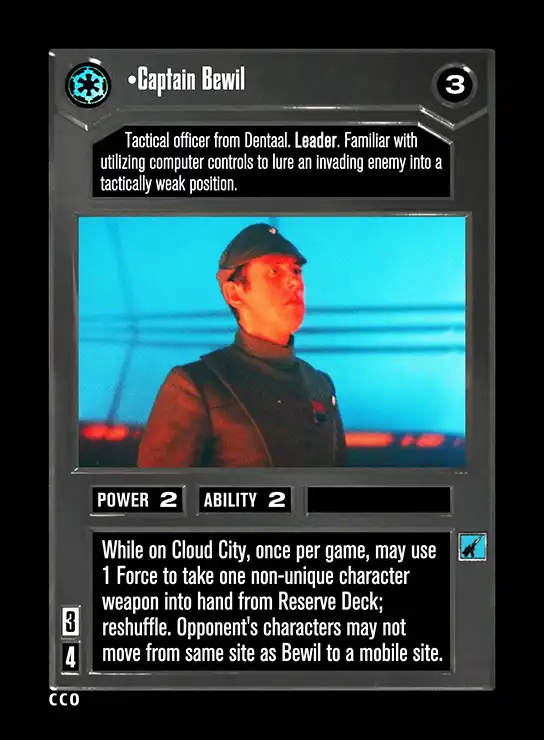 •Captain Bewil
3
Tactical officer from Dentaal. Leader. Familiar with
utilizing computer controls to lure an invading enemy into a
tactically weak position.
POWER 2 ABILITY 2
While on Cloud City, once per game, may use
1 Force to take one non-unique character
weapon into hand from Reserve Deck;
reshuffle. Opponent's characters may not
move from same site as Bewil to a mobile site.
3
4
CCO